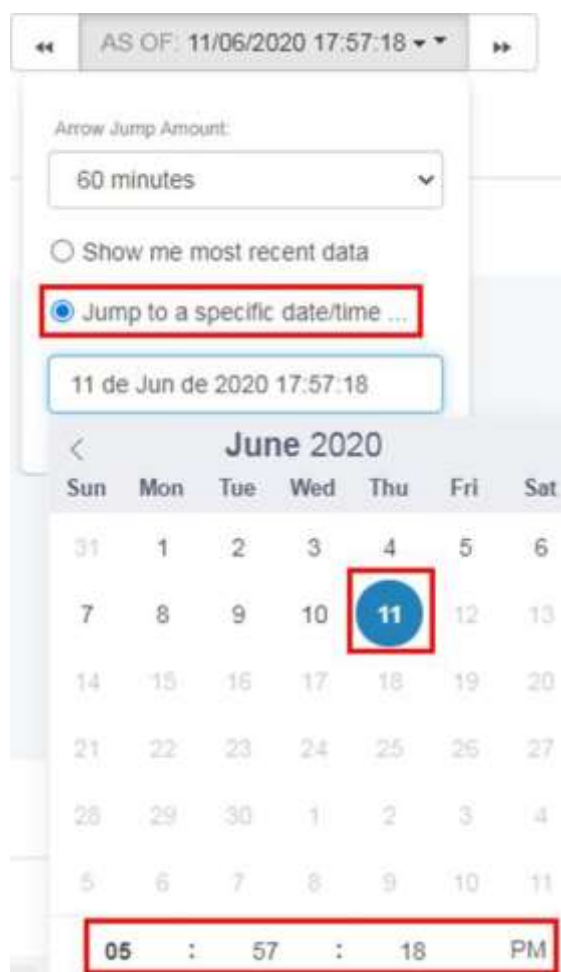 AS OF: 11/06/2020 17:57:18
Arrow Jump Amount:
60 minutes
Show me most recent data
Jump to a specific date/time ...
11 de Jun de 2020 17:57:18
June 2020
Sun Mon Tue Wed Thu Fri Sat
31 1 2 3 4 5 6
7 8 9 10 11 12 13
14 15 16 17 18 19 20
21 22 23 24 25 26 27
28 29 30 1 2 3 4
5 6 7 8 9 10 11
05 : 57 : 18 PM